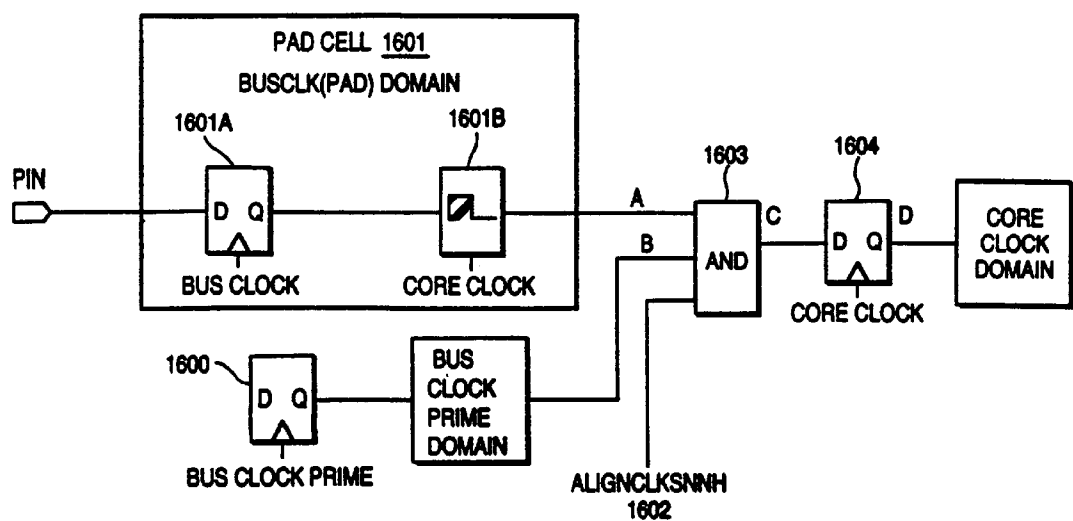 PAD CELL 1601
BUSCLK(PAD) DOMAIN
1601A
1601B
PIN
D Q
BUS CLOCK
CORE CLOCK
A
B
1603
AND
C
1604
D Q
CORE CLOCK
D
CORE
CLOCK
DOMAIN
1600
D Q
BUS CLOCK PRIME
BUS
CLOCK
PRIME
DOMAIN
ALIGNCLKSNNH
1602